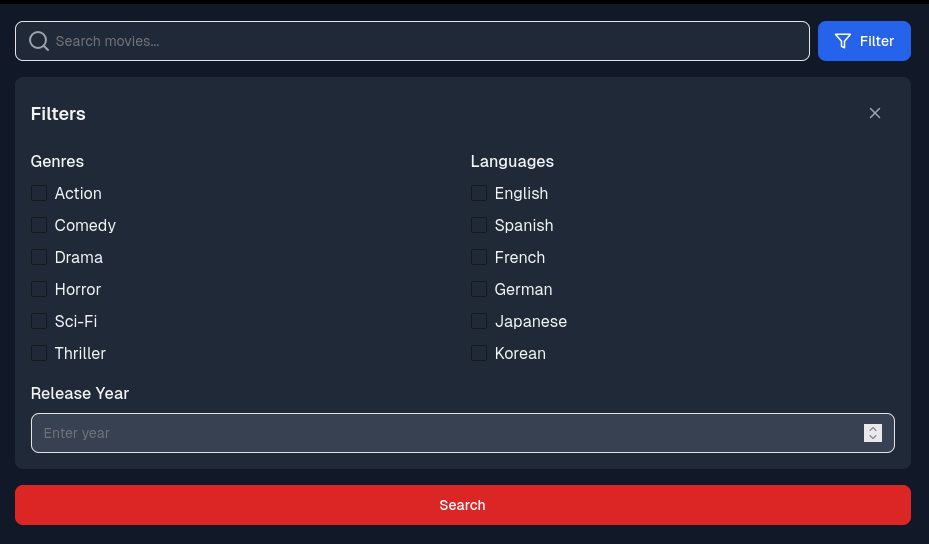 Search movies...
Filter
Filters
Genres
Action
Comedy
Drama
Horror
Sci-Fi
Thriller
Languages
English
Spanish
French
German
Japanese
Korean
Release Year
Enter year
Search